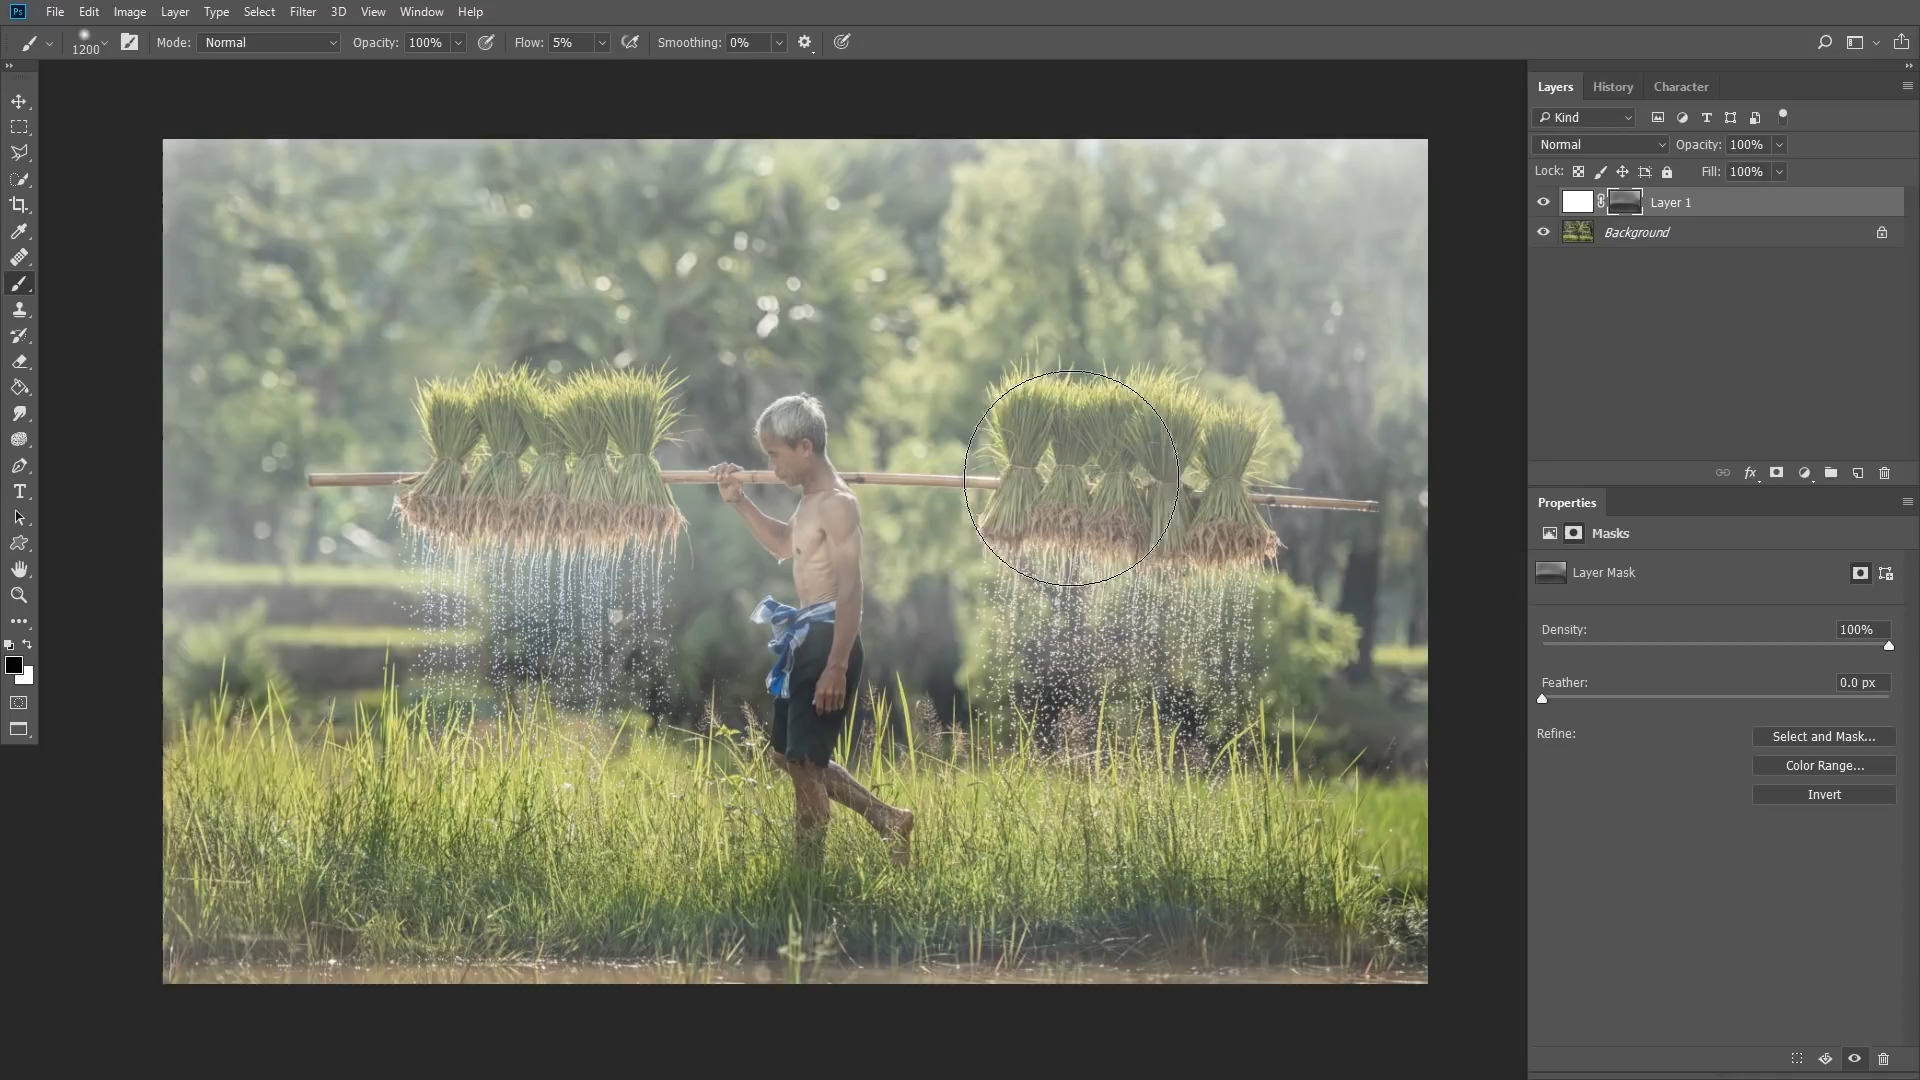 Ps File Edit Image Layer Type Select Filter 3D View Window Help
1200 Mode: Normal Opacity: 100% Flow: 5% Smoothing: 0%
Layers History Character
Kind
Normal Opacity: 100%
Lock: Fill: 100%
Layer 1
Background
fx
Properties
Masks
Layer Mask
Density: 100%
Feather: 0.0 px
Refine: Select and Mask...
Color Range...
Invert